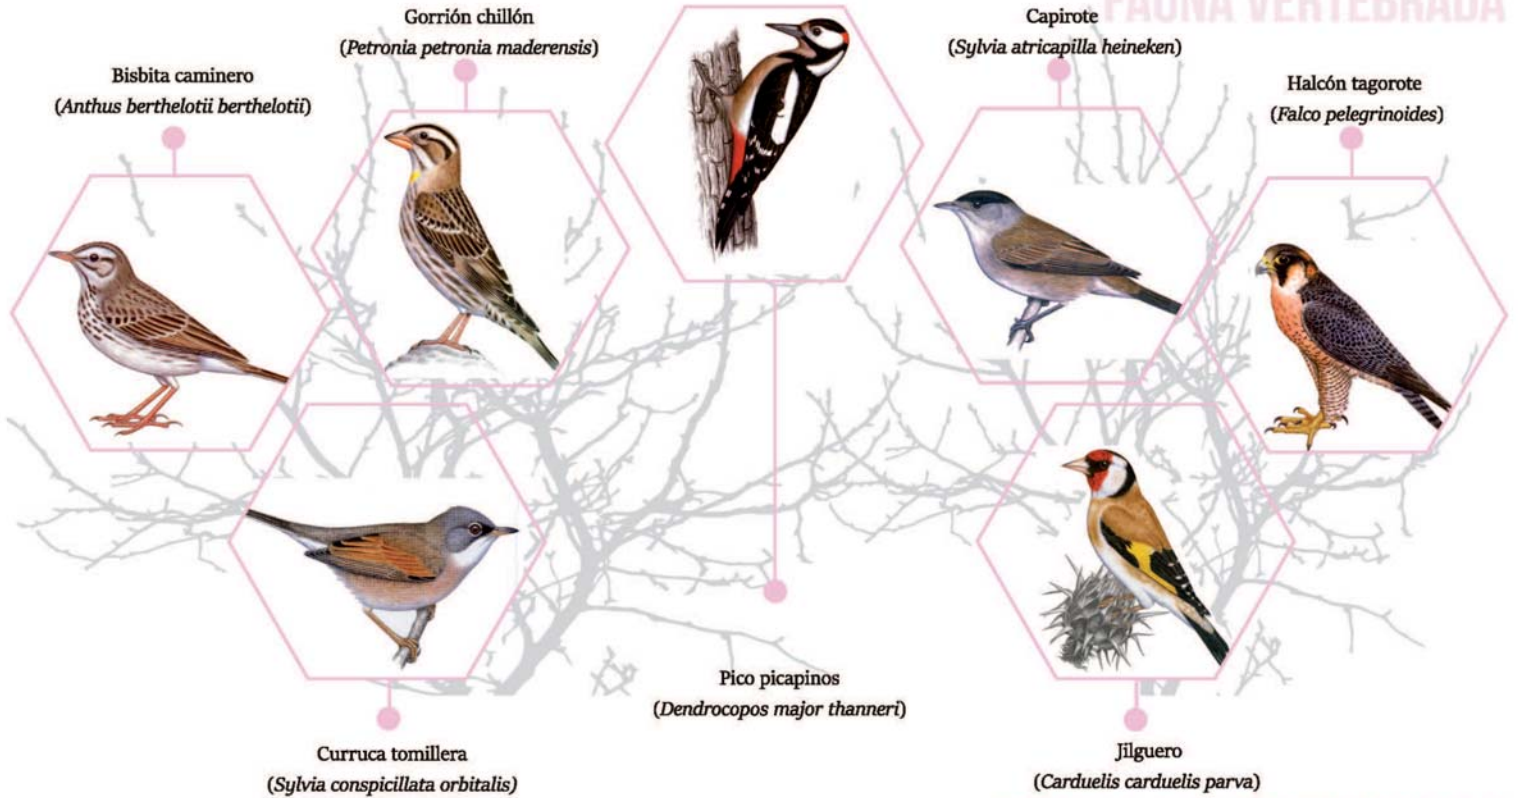 FAUNA VERTEBRADA
Gorrión chillón
(Petronia petronia maderensis)
Capirote
(Sylvia atricapilla heineken)
Bisbita caminero
(Anthus berthelotii berthelotii)
Halcón tagorote
(Falco pelegrinoides)
Pico picapinos
(Dendrocopos major thanneri)
Curruca tomillera
(Sylvia conspicillata orbitalis)
Jilguero
(Carduelis carduelis parva)